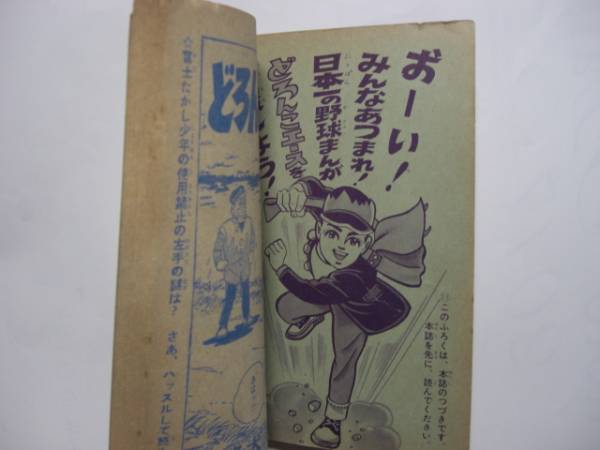 おーい！
みんなあつまれ！
日本一の野球まんが
どろんこエースを
よう！
このふろくは、本誌のつづきです。
本誌を先に、読んでください。
どろ
☆富士たかし少年の使用禁止の左手の謎は？　さあ、ハッスルして